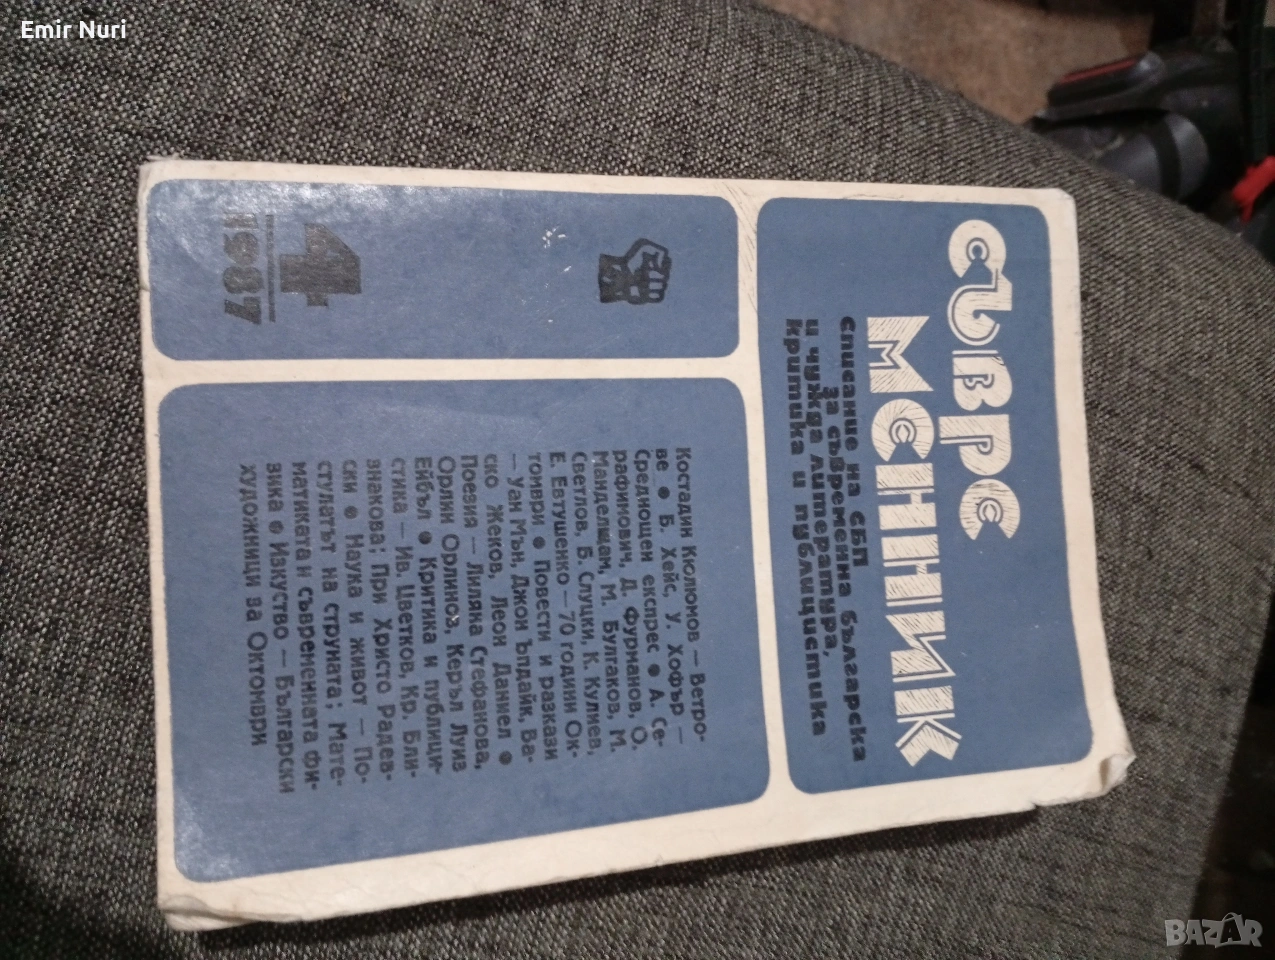 Emir Nuri
СЪВРЕ
МЕННИК
списание на СБП
за съвременна българска
и чужда литература,
критика и публицистика
4
1987
Костадин Кюлюмов – Ветро-
ве • Б. Хейс, У. Хофър –
Среднощен експрес • А. Се-
рафимович, Д. Фурманов, О.
Манделщам, М. Булгаков, М.
Светлов, Б. Слуцки, К. Кулиев,
Е. Евтушенко – 70 години Ок-
томври • Повести и разкази
– Уан Мън, Джон Ъпдайк, Ва-
ско Жеков, Леон Даниел •
Поезия – Лиляна Стефанова,
Орлин Орлинов, Керъл Луиз
Ейбъл • Критика и публици-
стика – Ив. Цветков, Кр. Бли-
знакова; При Христо Радев-
ски • Наука и живот – По-
стулатът на струната; Мате-
матиката и съвременната фи-
зика • Изкуство – Български
художници за Октомври
BAZAR